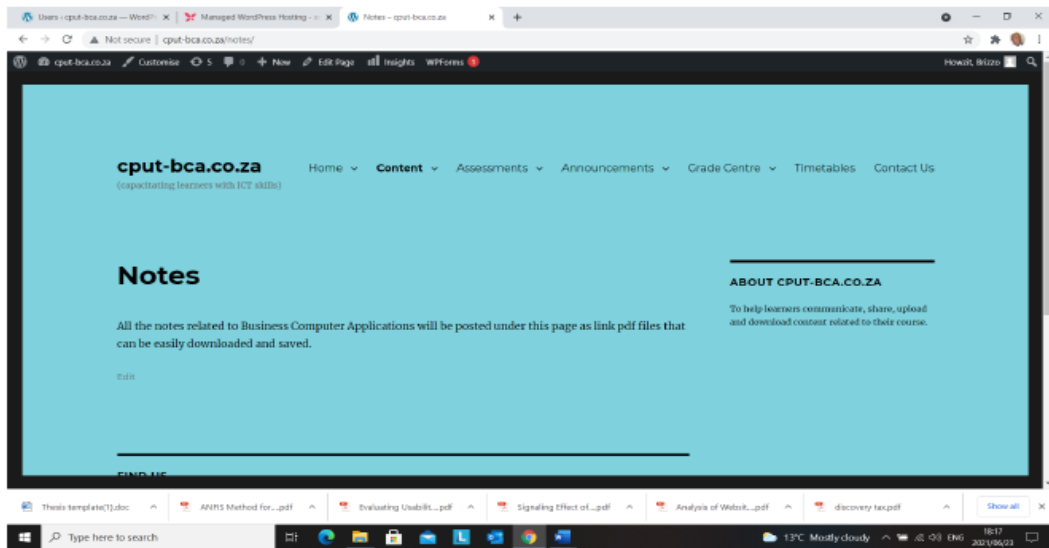 Users ‹ cput-bca.co.za — WordPr
Managed WordPress Hosting -
Notes – cput-bca.co.za
Not secure | cput-bca.co.za/notes/
cput-bca.co.za Customise 5 0 New Edit Page Insights WPForms 1
Howzit, Brizzo
cput-bca.co.za
(capacitating learners with ICT skills)
Home Content Assessments Announcements Grade Centre Timetables Contact Us
Notes
All the notes related to Business Computer Applications will be posted under this page as link pdf files that
can be easily downloaded and saved.
Edit
ABOUT CPUT-BCA.CO.ZA
To help learners communicate, share, upload
and download content related to their course.
FIND US
Thesis template(1).doc
ANFIS Method for....pdf
Evaluating Usabilit....pdf
Signaling Effect of....pdf
Analysis of Websit....pdf
discovery tax.pdf
Show all
Type here to search
13°C Mostly cloudy
ENG
18:17
2021/06/23